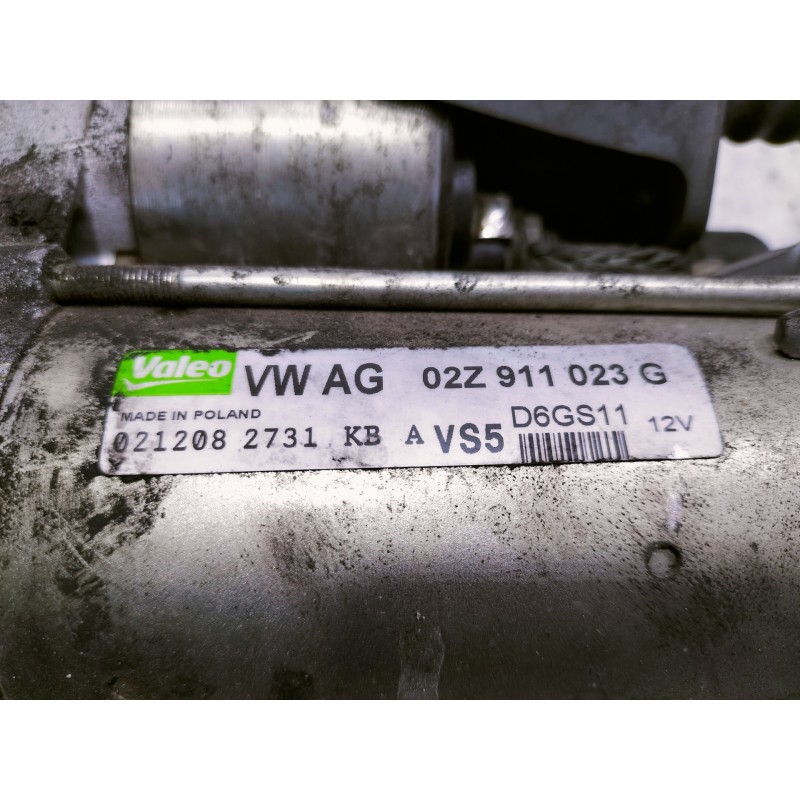 Valeo VW AG 02Z 911 023 G
MADE IN POLAND
021208 2731 KB A VS5 D6GS11 12V